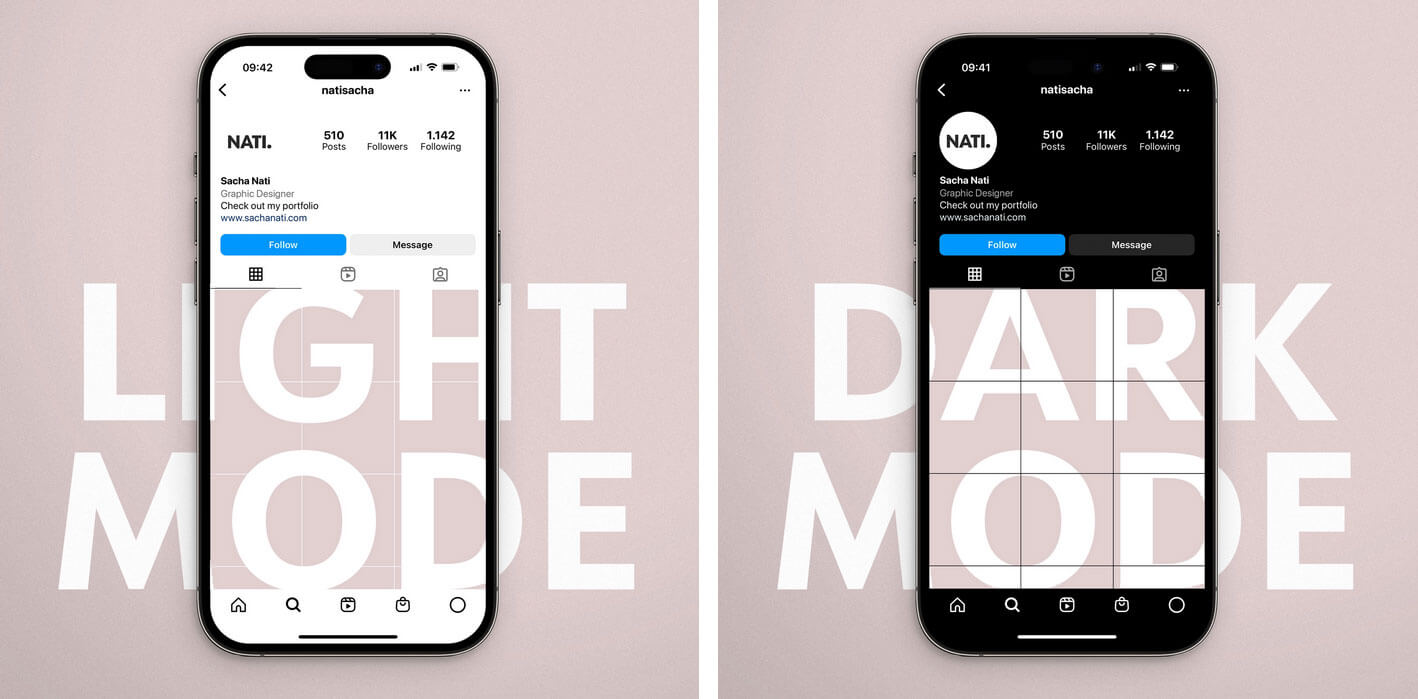 LIGHT
MODE
09:42
natisacha
NATI.
510 11K 1.142
Posts Followers Following
Sacha Nati
Graphic Designer
Check out my portfolio
www.sachanati.com
Follow Message
DARK
MODE
09:41
natisacha
NATI.
510 11K 1.142
Posts Followers Following
Sacha Nati
Graphic Designer
Check out my portfolio
www.sachanati.com
Follow Message